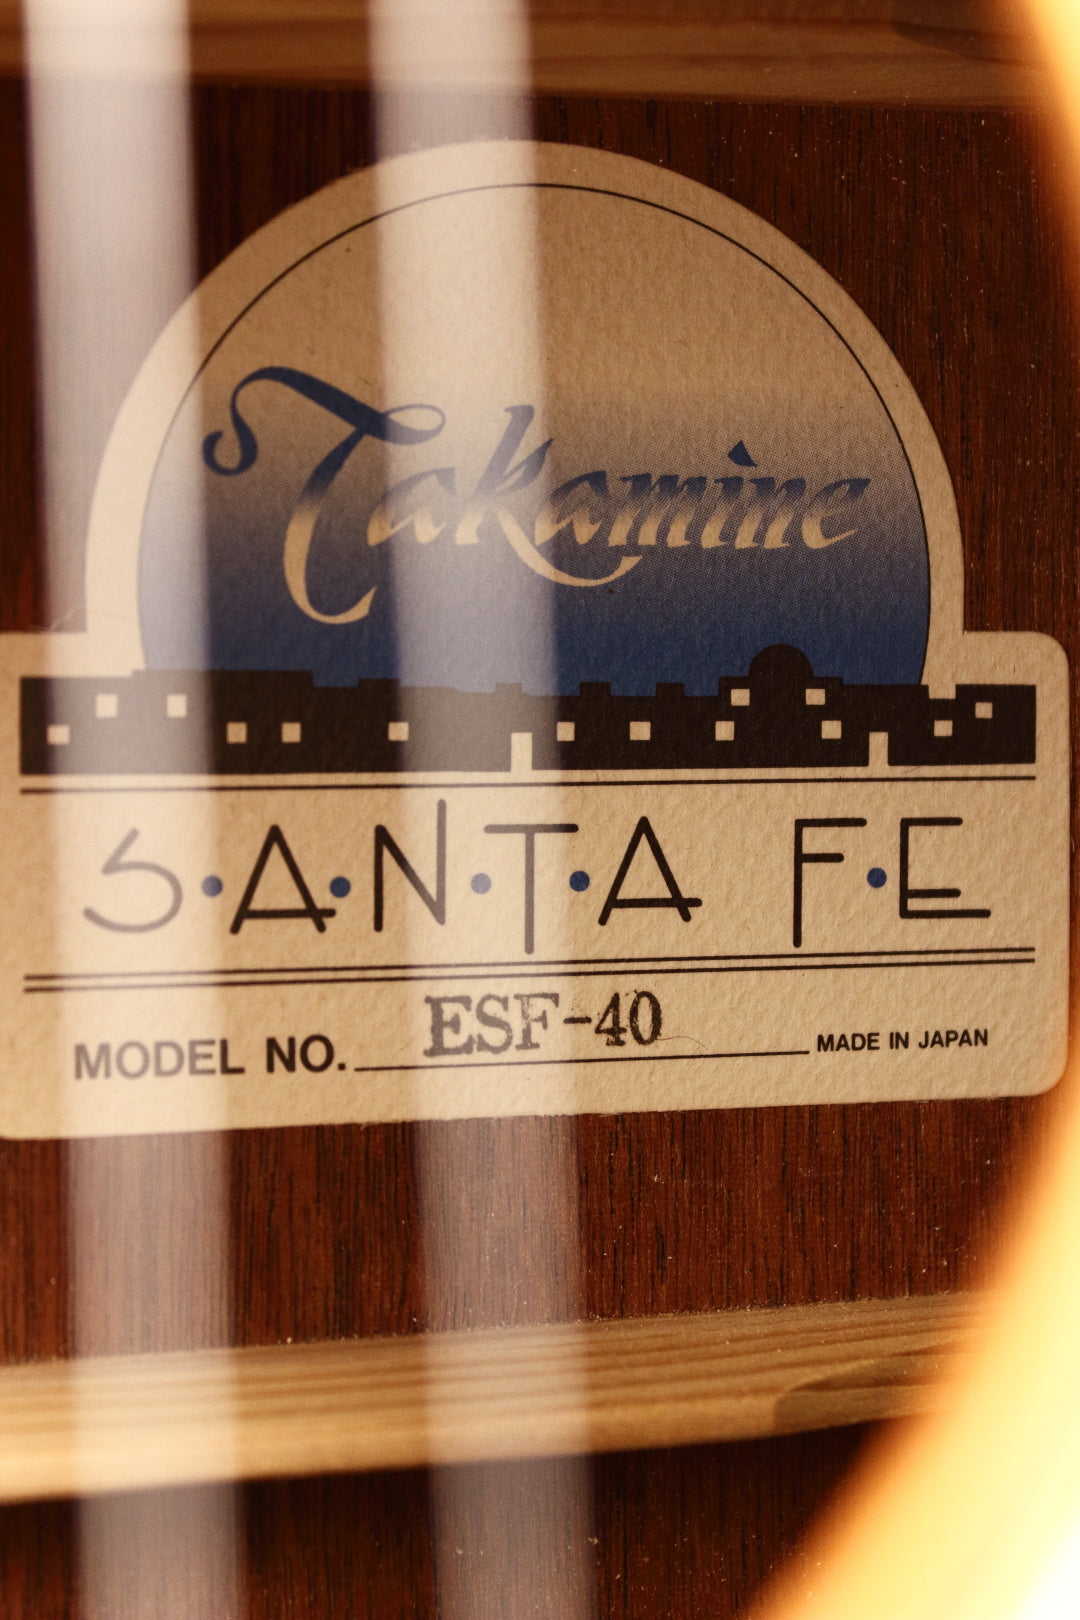 Takamine
S•A•N•T•A F•E
MODEL NO. ESF-40 MADE IN JAPAN